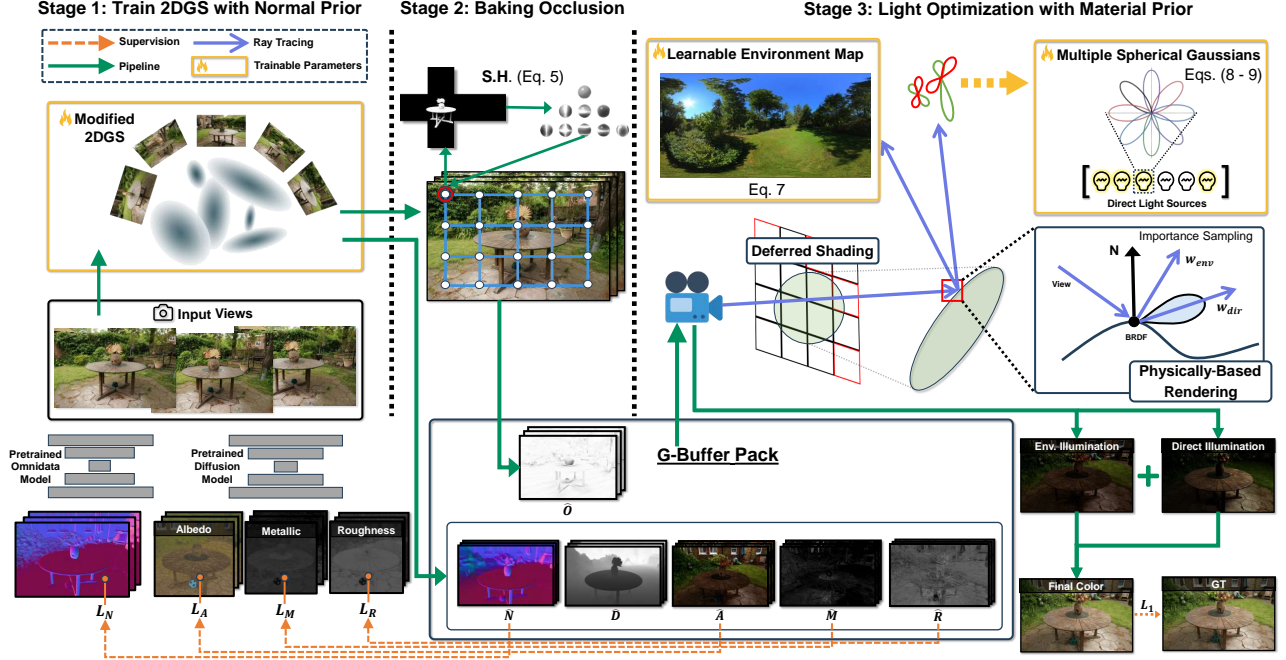 Stage 1: Train 2DGS with Normal Prior
Supervision
Ray Tracing
Pipeline
Trainable Parameters
Modified
2DGS
Input Views
Pretrained
Omnidata
Model
Pretrained
Diffusion
Model
Albedo
Metallic
Roughness
L_N
L_A
L_M
L_R
Stage 2: Baking Occlusion
S.H. (Eq. 5)
Ô
G-Buffer Pack
N̂
D̂
Â
M̂
R̂
Stage 3: Light Optimization with Material Prior
Learnable Environment Map
Eq. 7
Multiple Spherical Gaussians
Eqs. (8 - 9)
[ ]
Direct Light Sources
Deferred Shading
Importance Sampling
N
w_env
View
w_dir
BRDF
Physically-Based
Rendering
Env. Illumination
+
Direct Illumination
Final Color
L_1
GT